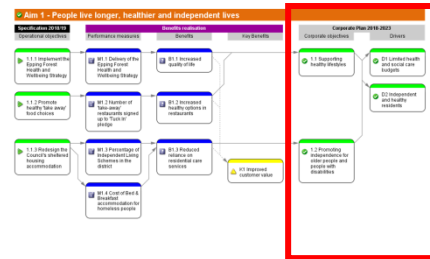 Aim 1 - People live longer, healthier and independent lives
Specification 2018/19
Benefits realisation
Corporate Plan 2018-2023
Operational objectives
Performance measures
Benefits
Key Benefits
Corporate objectives
Drivers
1.1.1 Implement the
Epping Forest
Health and
Wellbeing Strategy
M1.1 Delivery of the
Epping Forest
Health and
Wellbeing Strategy
B1.1 Increased
quality of life
1.1 Supporting
healthy lifestyles
D1 Limited health
and social care
budgets
1.1.2 Promote
healthy 'take away'
food choices
M1.2 Number of
'take-away'
restaurants signed
up to 'Tuck in'
pledge
B1.2 Increased
healthy options in
restaurants
D2 Independent
and healthy
residents
1.1.3 Redesign the
Council's sheltered
housing
accommodation
M1.3 Percentage of
Independent Living
Schemes in the
district
B1.3 Reduced
reliance on
residential care
services
K1 Improved
customer value
1.2 Promoting
independence for
older people and
people with
disabilities
M1.4 Cost of Bed &
Breakfast
accommodation for
homeless people